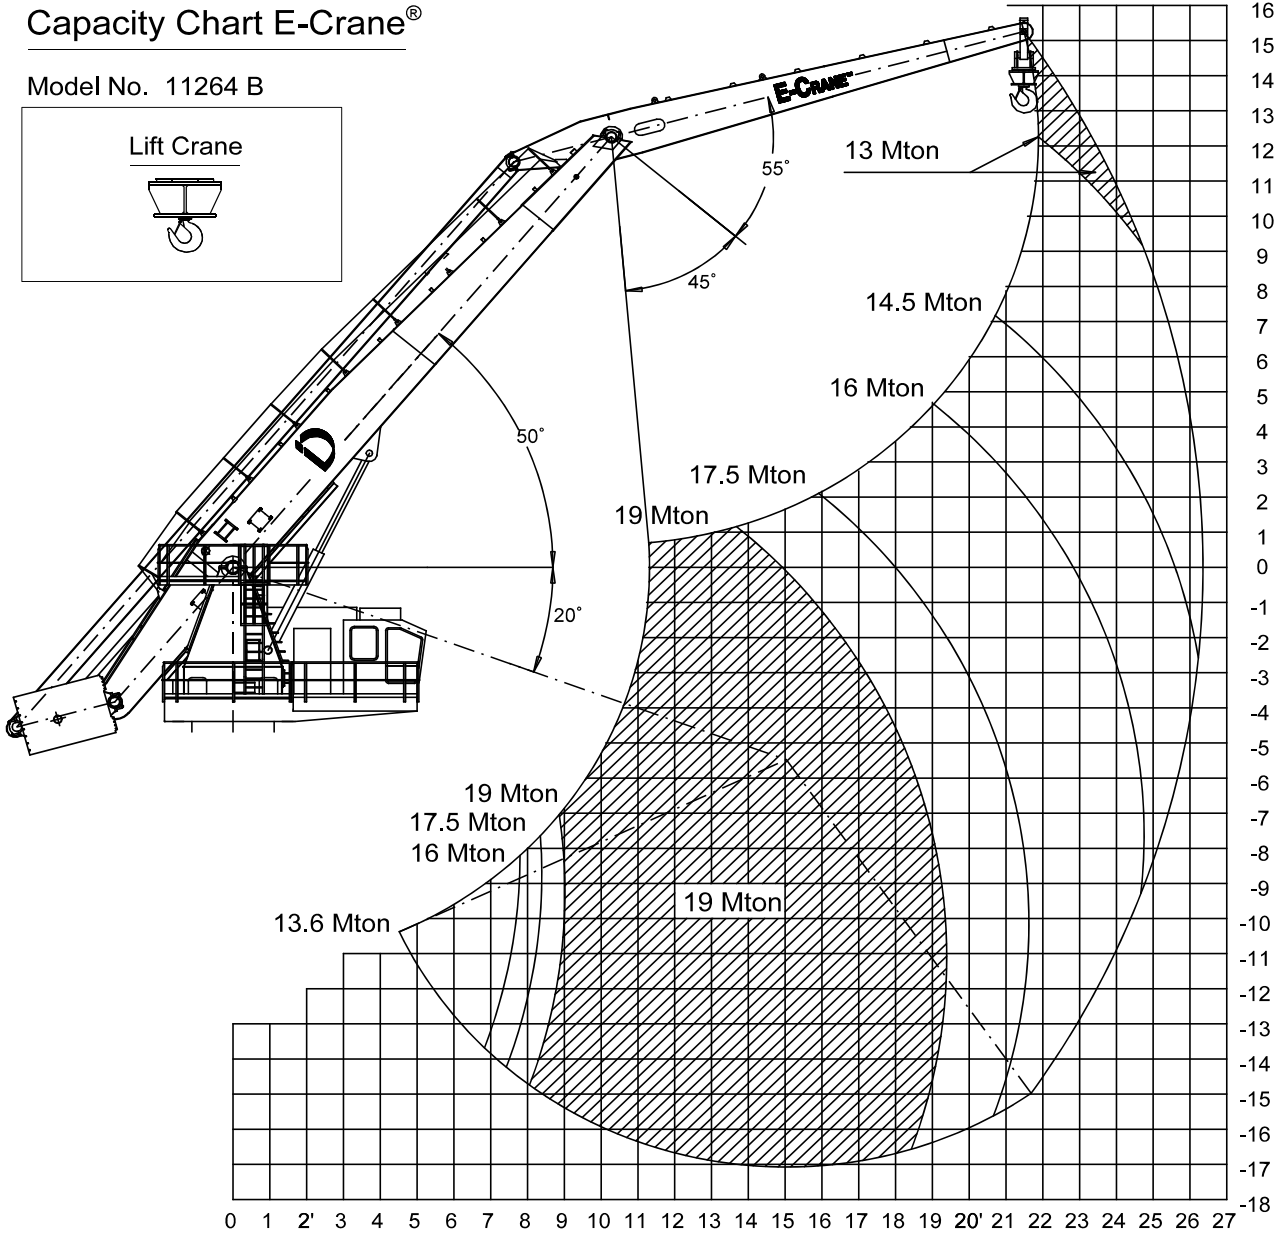 Capacity Chart E-Crane®
Model No. 11264 B
Lift Crane
E-CRANE™
D
55°
45°
50°
20°
13 Mton
14.5 Mton
16 Mton
17.5 Mton
19 Mton
19 Mton
17.5 Mton
16 Mton
13.6 Mton
19 Mton
16
15
14
13
12
11
10
9
8
7
6
5
4
3
2
1
0
-1
-2
-3
-4
-5
-6
-7
-8
-9
-10
-11
-12
-13
-14
-15
-16
-17
-18
0 1 2' 3 4 5 6 7 8 9 10 11 12 13 14 15 16 17 18 19 20' 21 22 23 24 25 26 27